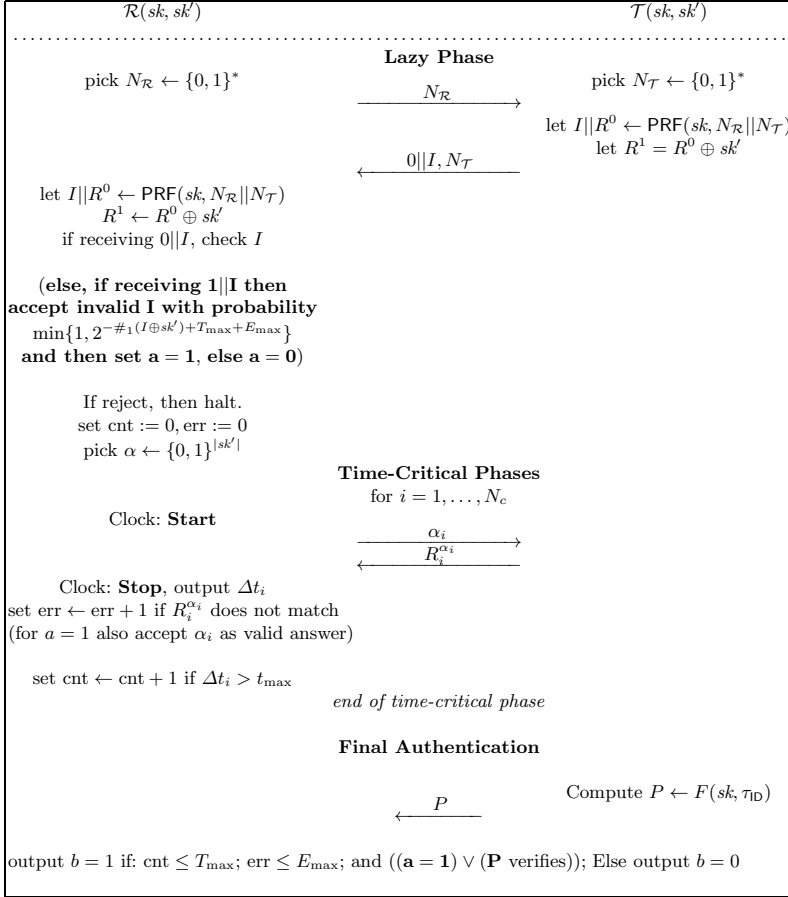 𝓡(sk, sk′) 𝒯(sk, sk′)
Lazy Phase
pick N_𝓡 ← {0, 1}* pick N_𝒯 ← {0, 1}*
N_𝓡
let I||R⁰ ← PRF(sk, N_𝓡||N_𝒯)
let R¹ = R⁰ ⊕ sk′
0||I, N_𝒯
let I||R⁰ ← PRF(sk, N_𝓡||N_𝒯)
R¹ ← R⁰ ⊕ sk′
if receiving 0||I, check I
(else, if receiving 1||I then
accept invalid I with probability
min{1, 2^{−#₁(I⊕sk′)+T_max+E_max}}
and then set a = 1, else a = 0)
If reject, then halt.
set cnt := 0, err := 0
pick α ← {0, 1}^{|sk′|}
Time-Critical Phases
for i = 1, . . . , N_c
Clock: Start
α_i
R_i^{α_i}
Clock: Stop, output Δt_i
set err ← err + 1 if R_i^{α_i} does not match
(for a = 1 also accept α_i as valid answer)
set cnt ← cnt + 1 if Δt_i > t_max
end of time-critical phase
Final Authentication
Compute P ← F(sk, τ_ID)
P
output b = 1 if: cnt ≤ T_max; err ≤ E_max; and ((a = 1) ∨ (P verifies)); Else output b = 0